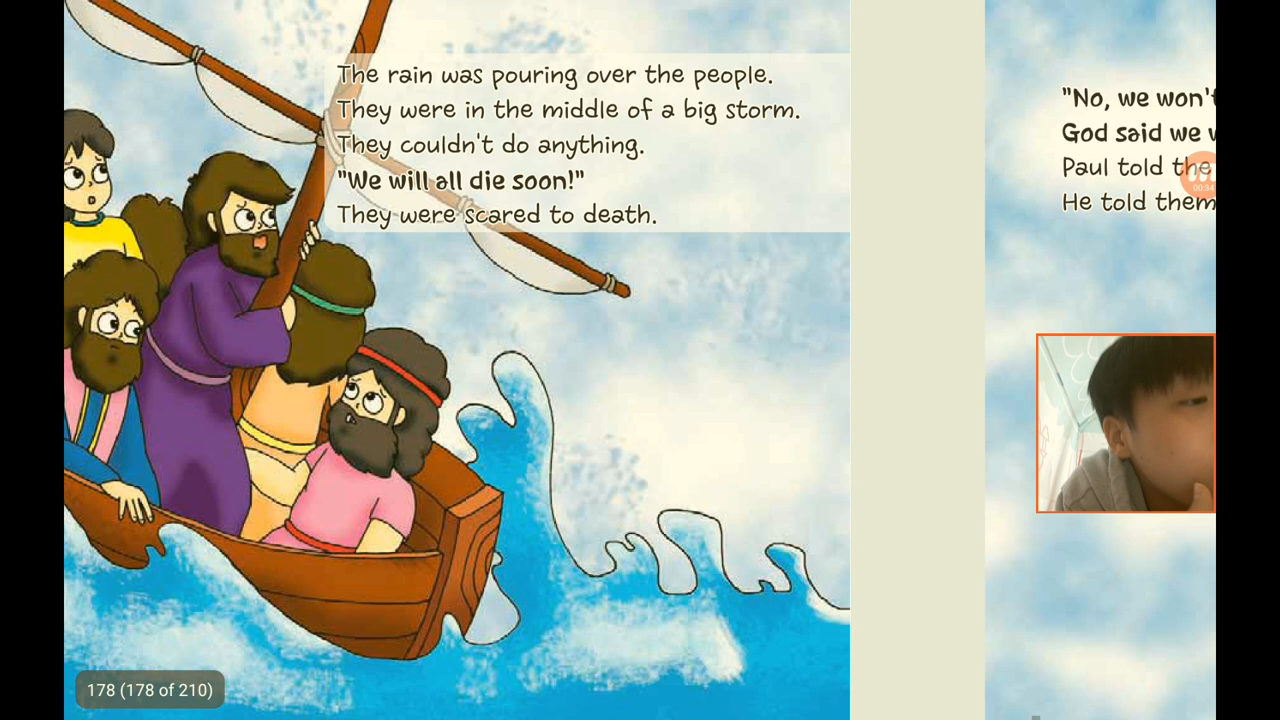 The rain was pouring over the people.
They were in the middle of a big storm.
They couldn't do anything.
"We will all die soon!"
They were scared to death.
"No, we won't
God said we
Paul told the
He told them
00:34
178 (178 of 210)